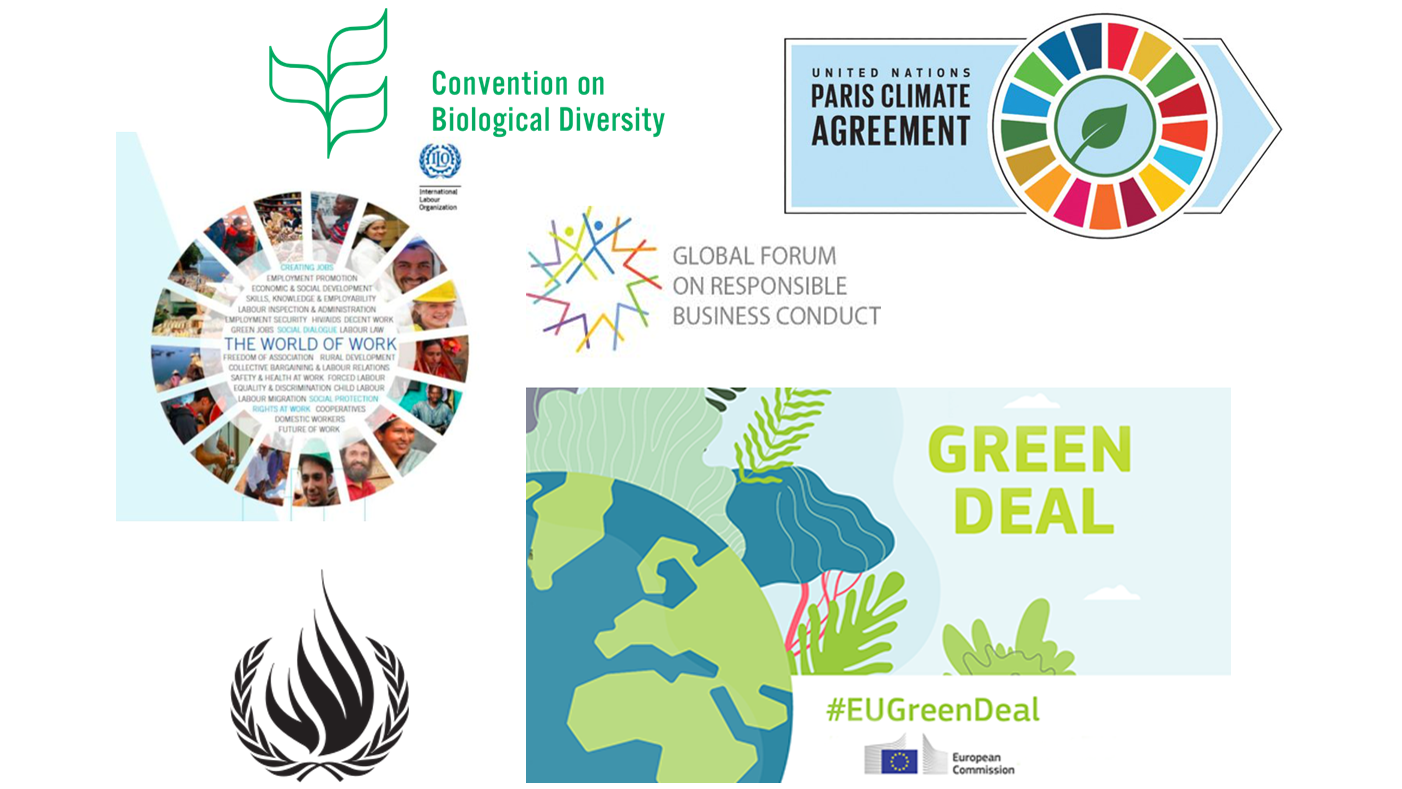 Convention on
Biological Diversity
UNITED NATIONS
PARIS CLIMATE
AGREEMENT
ILO
International
Labour
Organization
CREATING JOBS
EMPLOYMENT PROMOTION
ECONOMIC & SOCIAL DEVELOPMENT
SKILLS, KNOWLEDGE & EMPLOYABILITY
LABOUR INSPECTION & ADMINISTRATION
EMPLOYMENT SECURITY HIV/AIDS DECENT WORK
GREEN JOBS SOCIAL DIALOGUE LABOUR LAW
THE WORLD OF WORK
FREEDOM OF ASSOCIATION RURAL DEVELOPMENT
COLLECTIVE BARGAINING & LABOUR RELATIONS
SAFETY & HEALTH AT WORK FORCED LABOUR
EQUALITY & DISCRIMINATION CHILD LABOUR
LABOUR MIGRATION SOCIAL PROTECTION
RIGHTS AT WORK COOPERATIVES
DOMESTIC WORKERS
FUTURE OF WORK
GLOBAL FORUM
ON RESPONSIBLE
BUSINESS CONDUCT
GREEN
DEAL
#EUGreenDeal
European
Commission